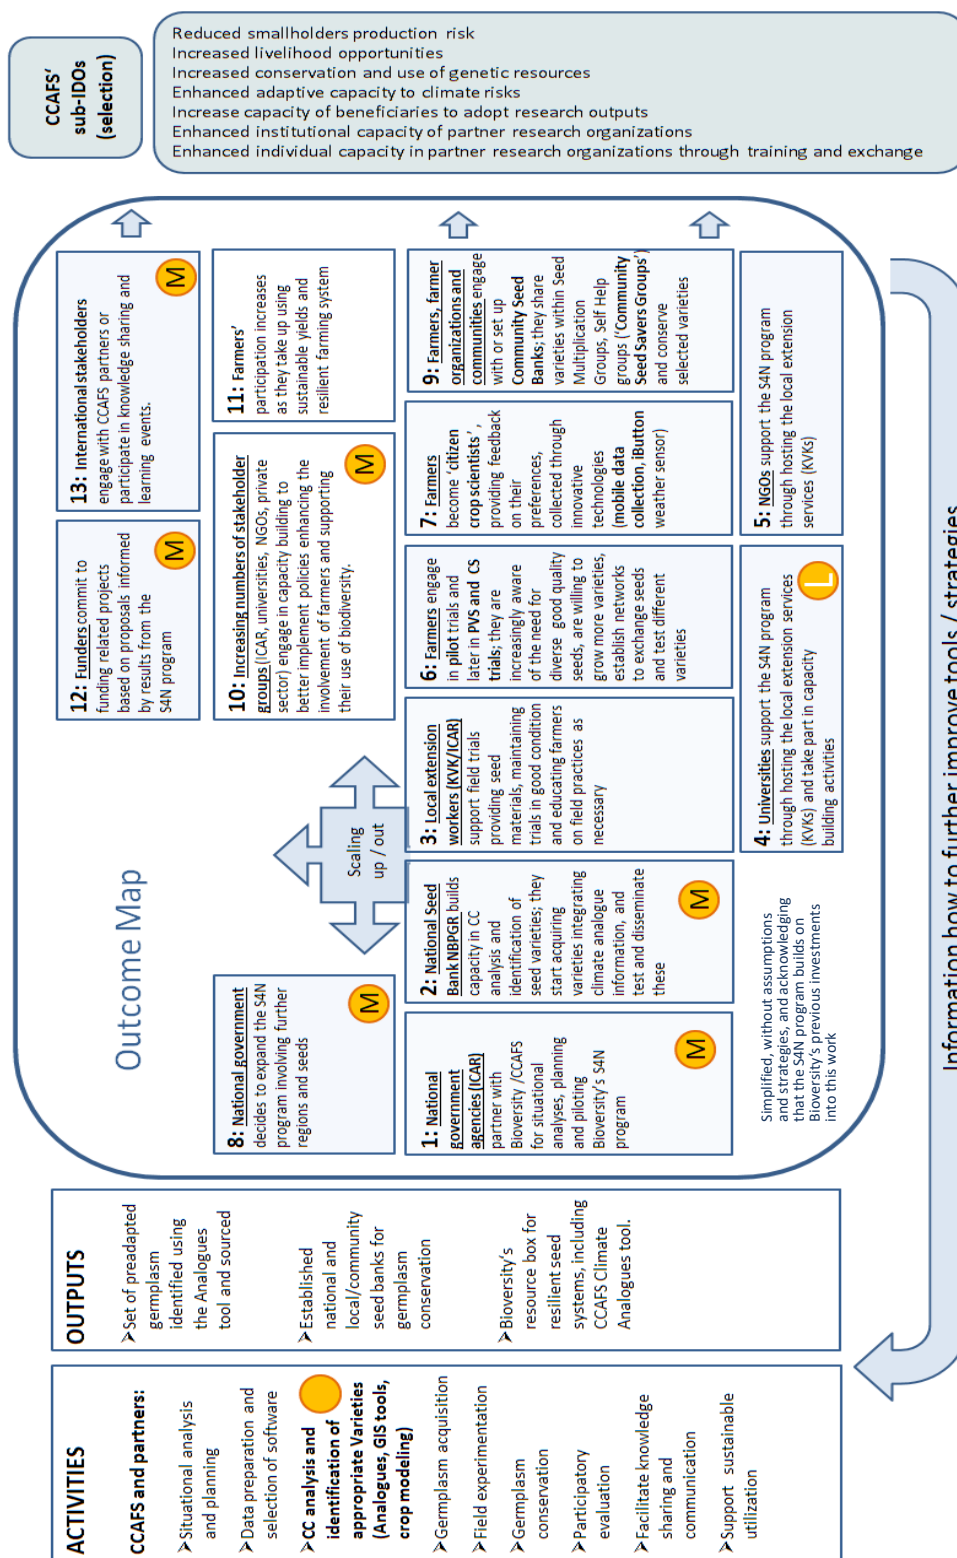 ACTIVITIES
CCAFS and partners:
➤Situational analysis
and planning
➤Data preparation and
selection of software
➤CC analysis and
identification of
appropriate Varieties
(Analogues, GIS tools,
crop modeling)
➤Germplasm acquisition
➤Field experimentation
➤Germplasm
conservation
➤Participatory
evaluation
➤Facilitate knowledge
sharing and
communication
➤Support sustainable
utilization
OUTPUTS
➤Set of preadapted
germplasm
identified using
the Analogues
tool and sourced
➤Established
national and
local/community
seed banks for
germplasm
conservation
➤Bioversity's
resource box for
resilient seed
systems, including
CCAFS Climate
Analogues tool.
Outcome Map
8: National government
decides to expand the S4N
program involving further
regions and seeds
M
Scaling
up / out
12: Funders commit to
funding related projects
based on proposals informed
by results from the
S4N program
M
13: International stakeholders
engage with CCAFS partners or
participate in knowledge sharing and
learning events.
M
10: Increasing numbers of stakeholder
groups (ICAR, universities, NGOs, private
sector) engage in capacity building to
better implement policies enhancing the
involvement of farmers and supporting
their use of biodiversity.
M
11: Farmers'
participation increases
as they take up using
sustainable yields and
resilient farming system
1: National
government
agencies (ICAR)
partner with
Bioversity /CCAFS
for situational
analyses, planning
and piloting
Bioversity's S4N
program
M
2: National Seed
Bank NBPGR builds
capacity in CC
analysis and
identification of
seed varieties; they
start acquiring
varieties integrating
climate analogue
information, and
test and disseminate
these
M
3: Local extension
workers (KVK/ICAR)
support field trials
providing seed
materials, maintaining
trials in good condition
and educating farmers
on field practices as
necessary
6: Farmers engage
in pilot trials and
later in PVS and CS
trials; they are
increasingly aware
of the need for
diverse good quality
seeds, are willing to
grow more varieties,
establish networks
to exchange seeds
and test different
varieties
7: Farmers
become 'citizen
crop scientists',
providing feedback
on their
preferences,
collected through
innovative
technologies
(mobile data
collection, iButton
weather sensor)
9: Farmers, farmer
organizations and
communities engage
with or set up
Community Seed
Banks; they share
varieties within Seed
Multiplication
Groups, Self Help
groups ('Community
Seed Savers Groups')
and conserve
selected varieties
Simplified, without assumptions
and strategies, and acknowledging
that the S4N program builds on
Bioversity's previous investments
into this work
4: Universities support the S4N program
through hosting the local extension services
(KVKs) and take part in capacity
building activities
L
5: NGOs support the S4N program
through hosting the local extension
services (KVKs)
CCAFS'
sub-IDOs
(selection)
Reduced smallholders production risk
Increased livelihood opportunities
Increased conservation and use of genetic resources
Enhanced adaptive capacity to climate risks
Increase capacity of beneficiaries to adopt research outputs
Enhanced institutional capacity of partner research organizations
Enhanced individual capacity in partner research organizations through training and exchange
Information how to further improve tools / strategies